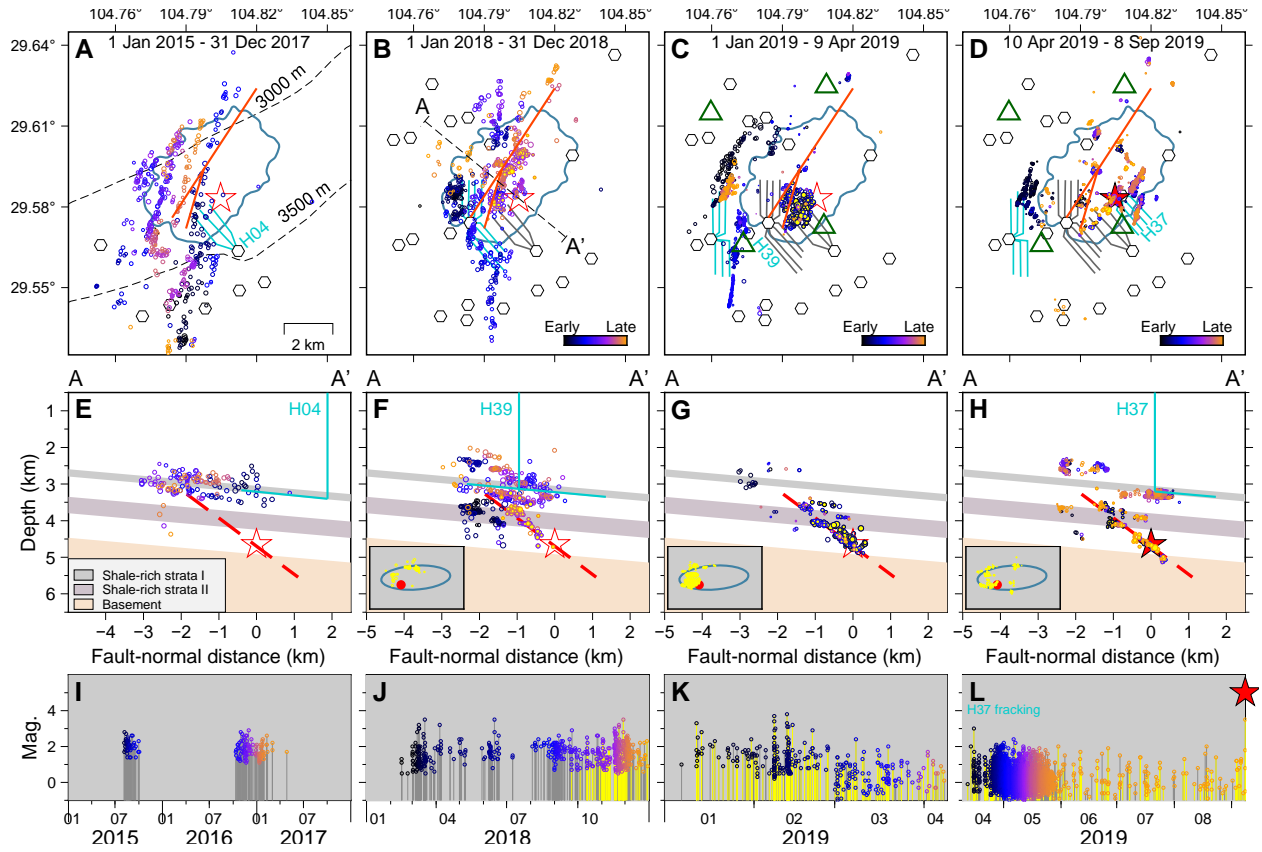 104.76° 104.79° 104.82° 104.85° 104.76° 104.79° 104.82° 104.85° 104.76° 104.79° 104.82° 104.85° 104.76° 104.79° 104.82° 104.85°
A 1 Jan 2015 - 31 Dec 2017
B 1 Jan 2018 - 31 Dec 2018
C 1 Jan 2019 - 9 Apr 2019
D 10 Apr 2019 - 8 Sep 2019
29.64°
29.61°
29.58°
29.55°
3000 m
3500 m
H04
2 km
A
A'
Early Late
H39
Early Late
H37
Early Late
A A' A A' A A'
E H04
F H39
G
H H37
Depth (km)
1
2
3
4
5
6
Shale-rich strata I
Shale-rich strata II
Basement
−5 −4 −3 −2 −1 0 1 2
−5 −4 −3 −2 −1 0 1 2
−5 −4 −3 −2 −1 0 1 2
−5 −4 −3 −2 −1 0 1 2
Fault-normal distance (km)
Fault-normal distance (km)
Fault-normal distance (km)
Fault-normal distance (km)
I
J
K
L
H37 fracking
Mag.
4
2
0
01 07 01 07 01 07
2015 2016 2017
01 04 07 10
2018
01 02 03 04
2019
04 05 06 07 08
2019